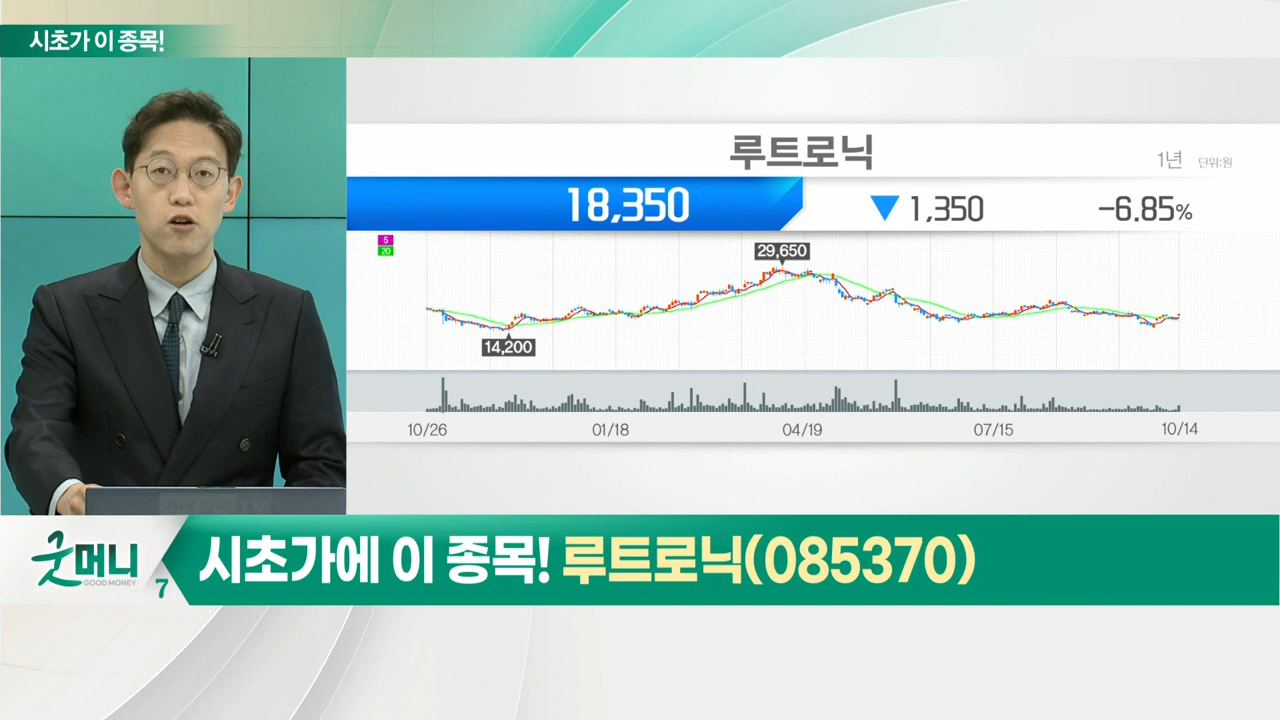 시초가 이 종목!
루트로닉
1년 단위:원
18,350 ▼ 1,350 -6.85%
5
20
29,650
14,200
10/26 01/18 04/19 07/15 10/14
굿머니
GOOD MONEY
7
시초가에 이 종목! 루트로닉(085370)